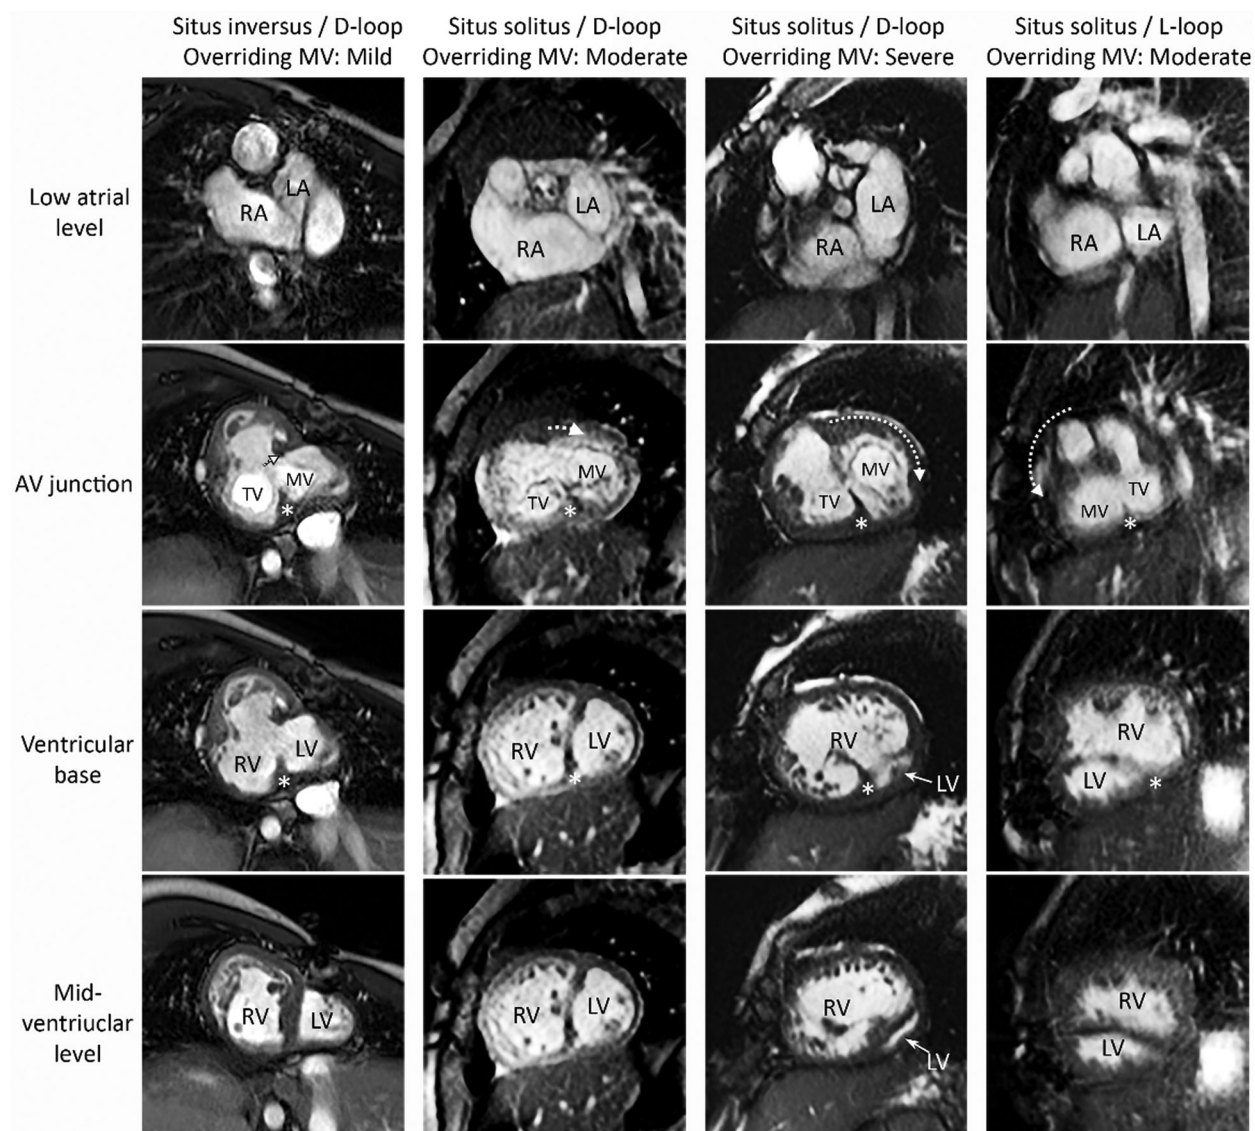 Situs inversus / D-loop
Overriding MV: Mild
Situs solitus / D-loop
Overriding MV: Moderate
Situs solitus / D-loop
Overriding MV: Severe
Situs solitus / L-loop
Overriding MV: Moderate
Low atrial
level
RA
LA
RA
LA
RA
LA
RA
LA
AV junction
TV
MV
*
TV
MV
*
TV
MV
*
MV
TV
*
Ventricular
base
RV
LV
*
RV
LV
*
RV
*
LV
RV
LV
*
Mid-
ventriuclar
level
RV
LV
RV
LV
RV
LV
RV
LV